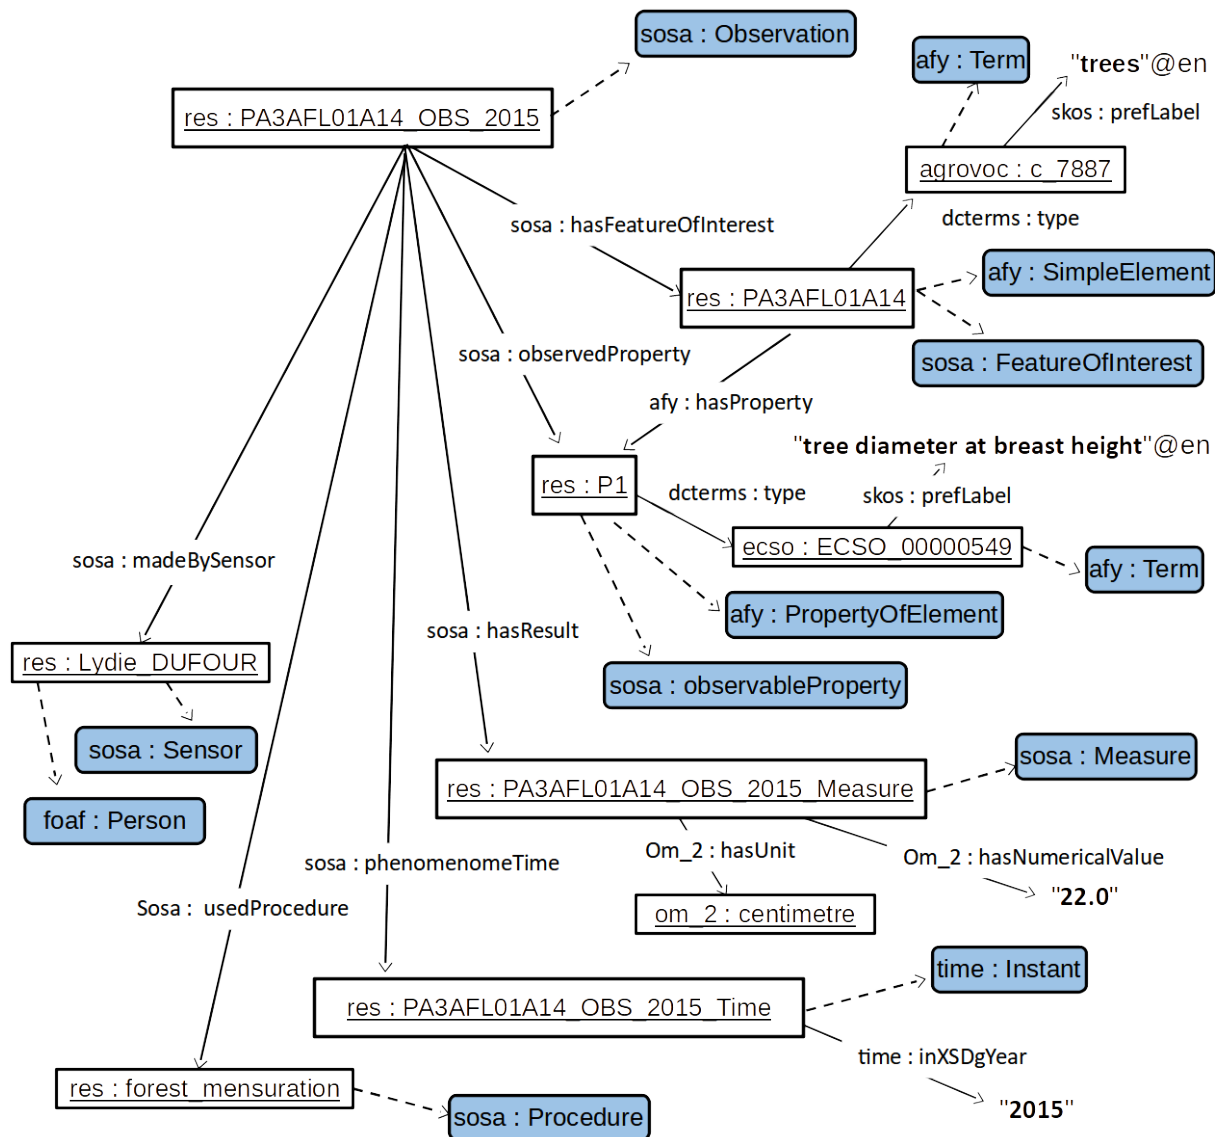 sosa : Observation
afy : Term
"trees"@en
skos : prefLabel
res : PA3AFL01A14_OBS_2015
agrovoc : c_7887
dcterms : type
sosa : hasFeatureOfInterest
afy : SimpleElement
res : PA3AFL01A14
sosa : observedProperty
sosa : FeatureOfInterest
afy : hasProperty
"tree diameter at breast height"@en
res : P1
dcterms : type
skos : prefLabel
ecso : ECSO_00000549
sosa : madeBySensor
afy : Term
afy : PropertyOfElement
sosa : hasResult
res : Lydie_DUFOUR
sosa : observableProperty
sosa : Sensor
sosa : Measure
res : PA3AFL01A14_OBS_2015_Measure
foaf : Person
Om_2 : hasUnit
Om_2 : hasNumericalValue
sosa : phenomenomeTime
"22.0"
Sosa : usedProcedure
om_2 : centimetre
time : Instant
res : PA3AFL01A14_OBS_2015_Time
time : inXSDgYear
res : forest_mensuration
"2015"
sosa : Procedure